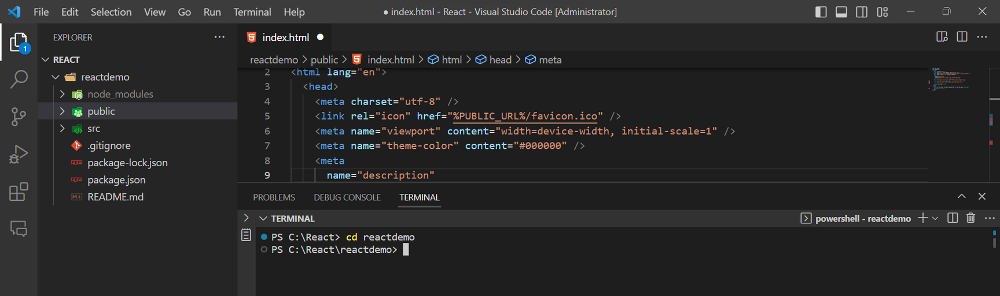 File Edit Selection View Go Run Terminal Help
● index.html - React - Visual Studio Code [Administrator]
EXPLORER
1
REACT
reactdemo
node_modules
public
src
.gitignore
package-lock.json
package.json
README.md
index.html
reactdemo > public > index.html > html > head > meta
2 <html lang="en">
3 <head>
4 <meta charset="utf-8" />
5 <link rel="icon" href="%PUBLIC_URL%/favicon.ico" />
6 <meta name="viewport" content="width=device-width, initial-scale=1" />
7 <meta name="theme-color" content="#000000" />
8 <meta
9 name="description"
PROBLEMS DEBUG CONSOLE TERMINAL
TERMINAL
powershell - reactdemo
PS C:\React> cd reactdemo
PS C:\React\reactdemo>